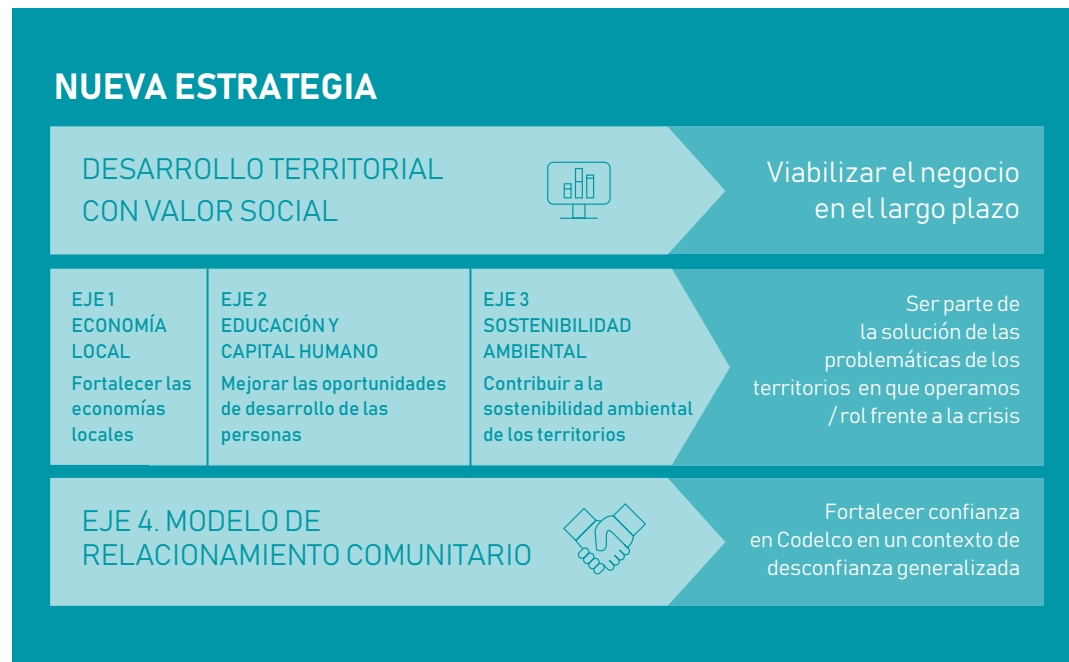 NUEVA ESTRATEGIA
DESARROLLO TERRITORIAL
CON VALOR SOCIAL
Viabilizar el negocio
en el largo plazo
EJE 1
ECONOMÍA
LOCAL
Fortalecer las
economías
locales
EJE 2
EDUCACIÓN Y
CAPITAL HUMANO
Mejorar las oportunidades
de desarrollo de las
personas
EJE 3
SOSTENIBILIDAD
AMBIENTAL
Contribuir a la
sostenibilidad ambiental
de los territorios
Ser parte de
la solución de las
problemáticas de los
territorios en que operamos
/ rol frente a la crisis
EJE 4. MODELO DE
RELACIONAMIENTO COMUNITARIO
Fortalecer confianza
en Codelco en un contexto de
desconfianza generalizada